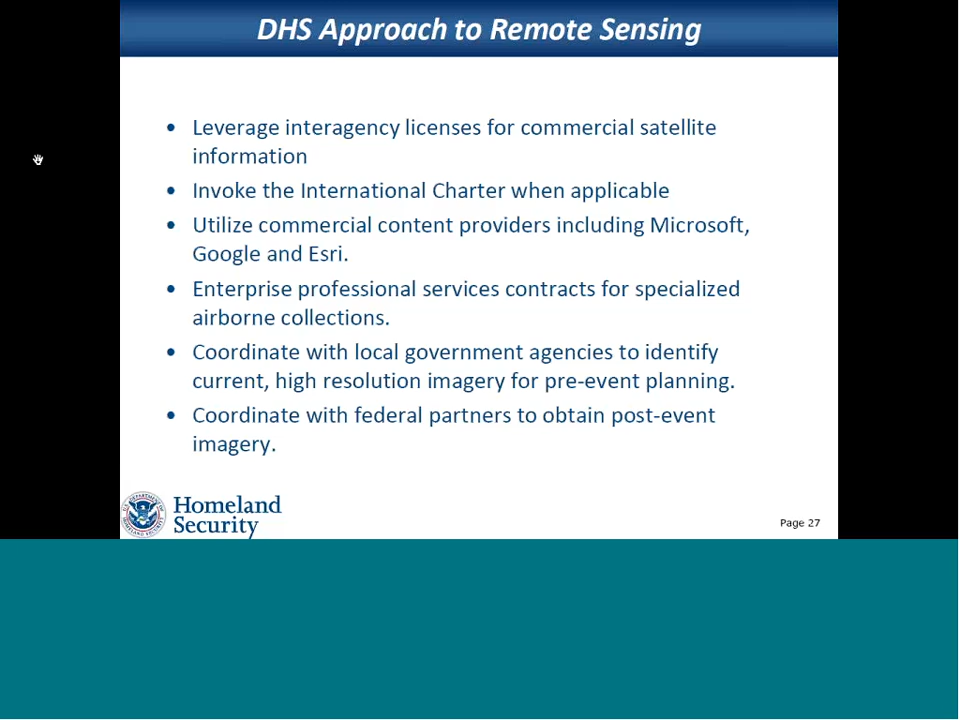 DHS Approach to Remote Sensing
• Leverage interagency licenses for commercial satellite
information
• Invoke the International Charter when applicable
• Utilize commercial content providers including Microsoft,
Google and Esri.
• Enterprise professional services contracts for specialized
airborne collections.
• Coordinate with local government agencies to identify
current, high resolution imagery for pre-event planning.
• Coordinate with federal partners to obtain post-event
imagery.
Homeland
Security
Page 27